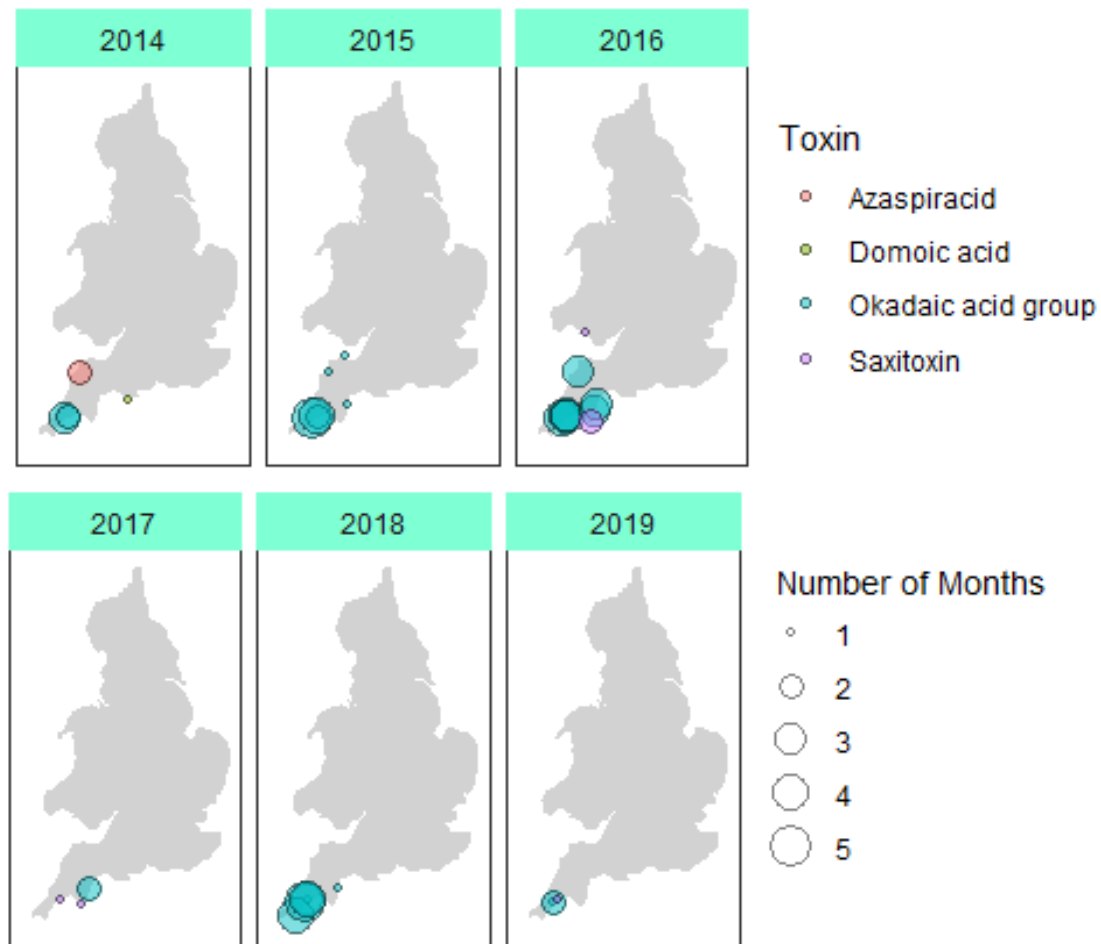 2014
2015
2016
Toxin
Azaspiracid
Domoic acid
Okadaic acid group
Saxitoxin
2017
2018
2019
Number of Months
1
2
3
4
5